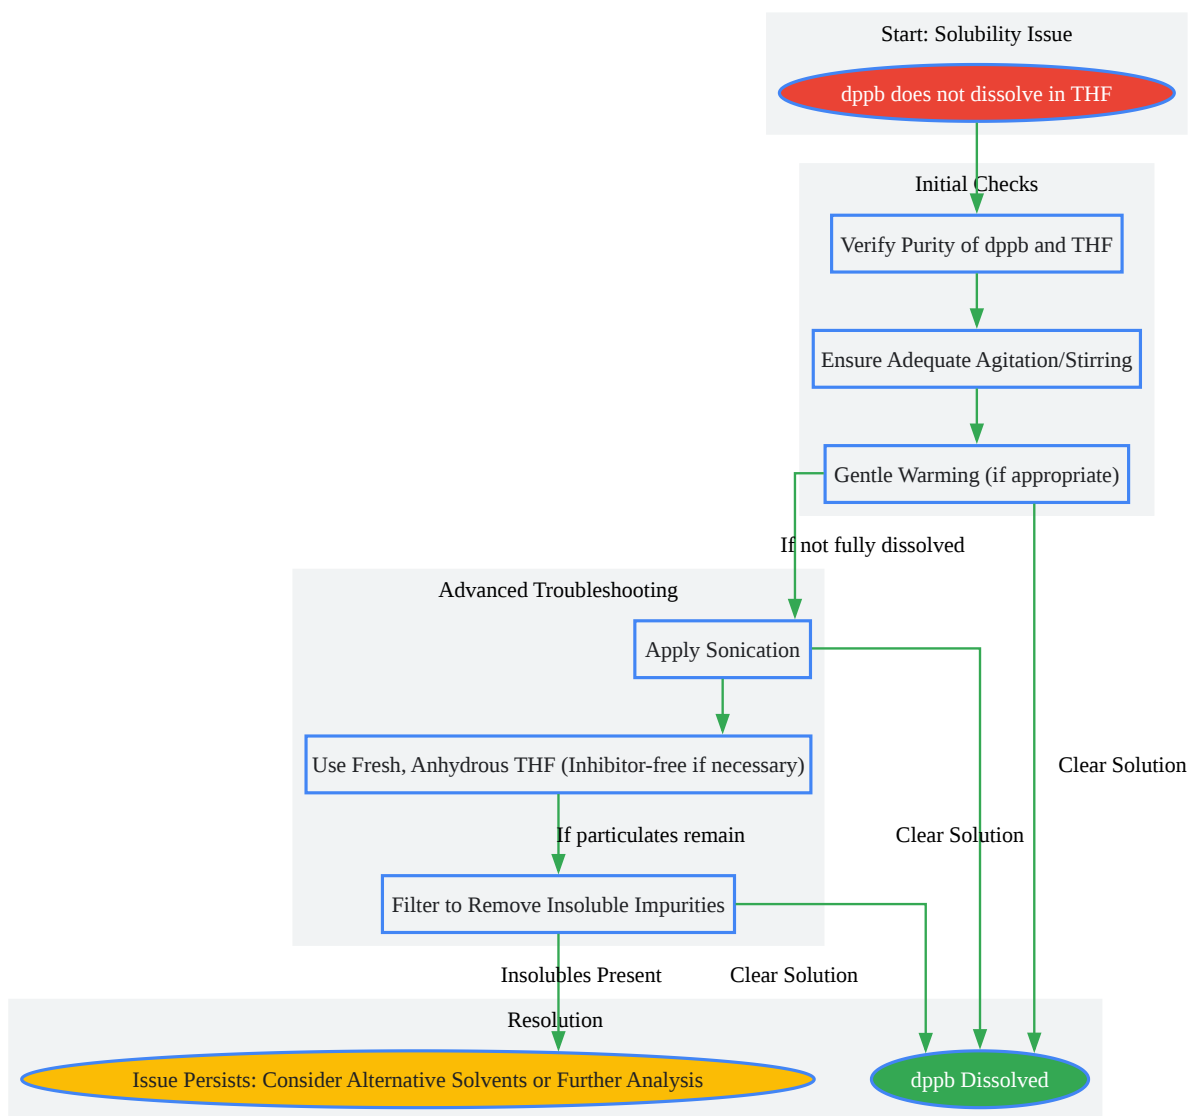 Start: Solubility Issue
dppb does not dissolve in THF
Initial Checks
Verify Purity of dppb and THF
Ensure Adequate Agitation/Stirring
Gentle Warming (if appropriate)
If not fully dissolved
Advanced Troubleshooting
Apply Sonication
Use Fresh, Anhydrous THF (Inhibitor-free if necessary)
Clear Solution
If particulates remain
Clear Solution
Filter to Remove Insoluble Impurities
Insolubles Present
Clear Solution
Resolution
Issue Persists: Consider Alternative Solvents or Further Analysis
dppb Dissolved